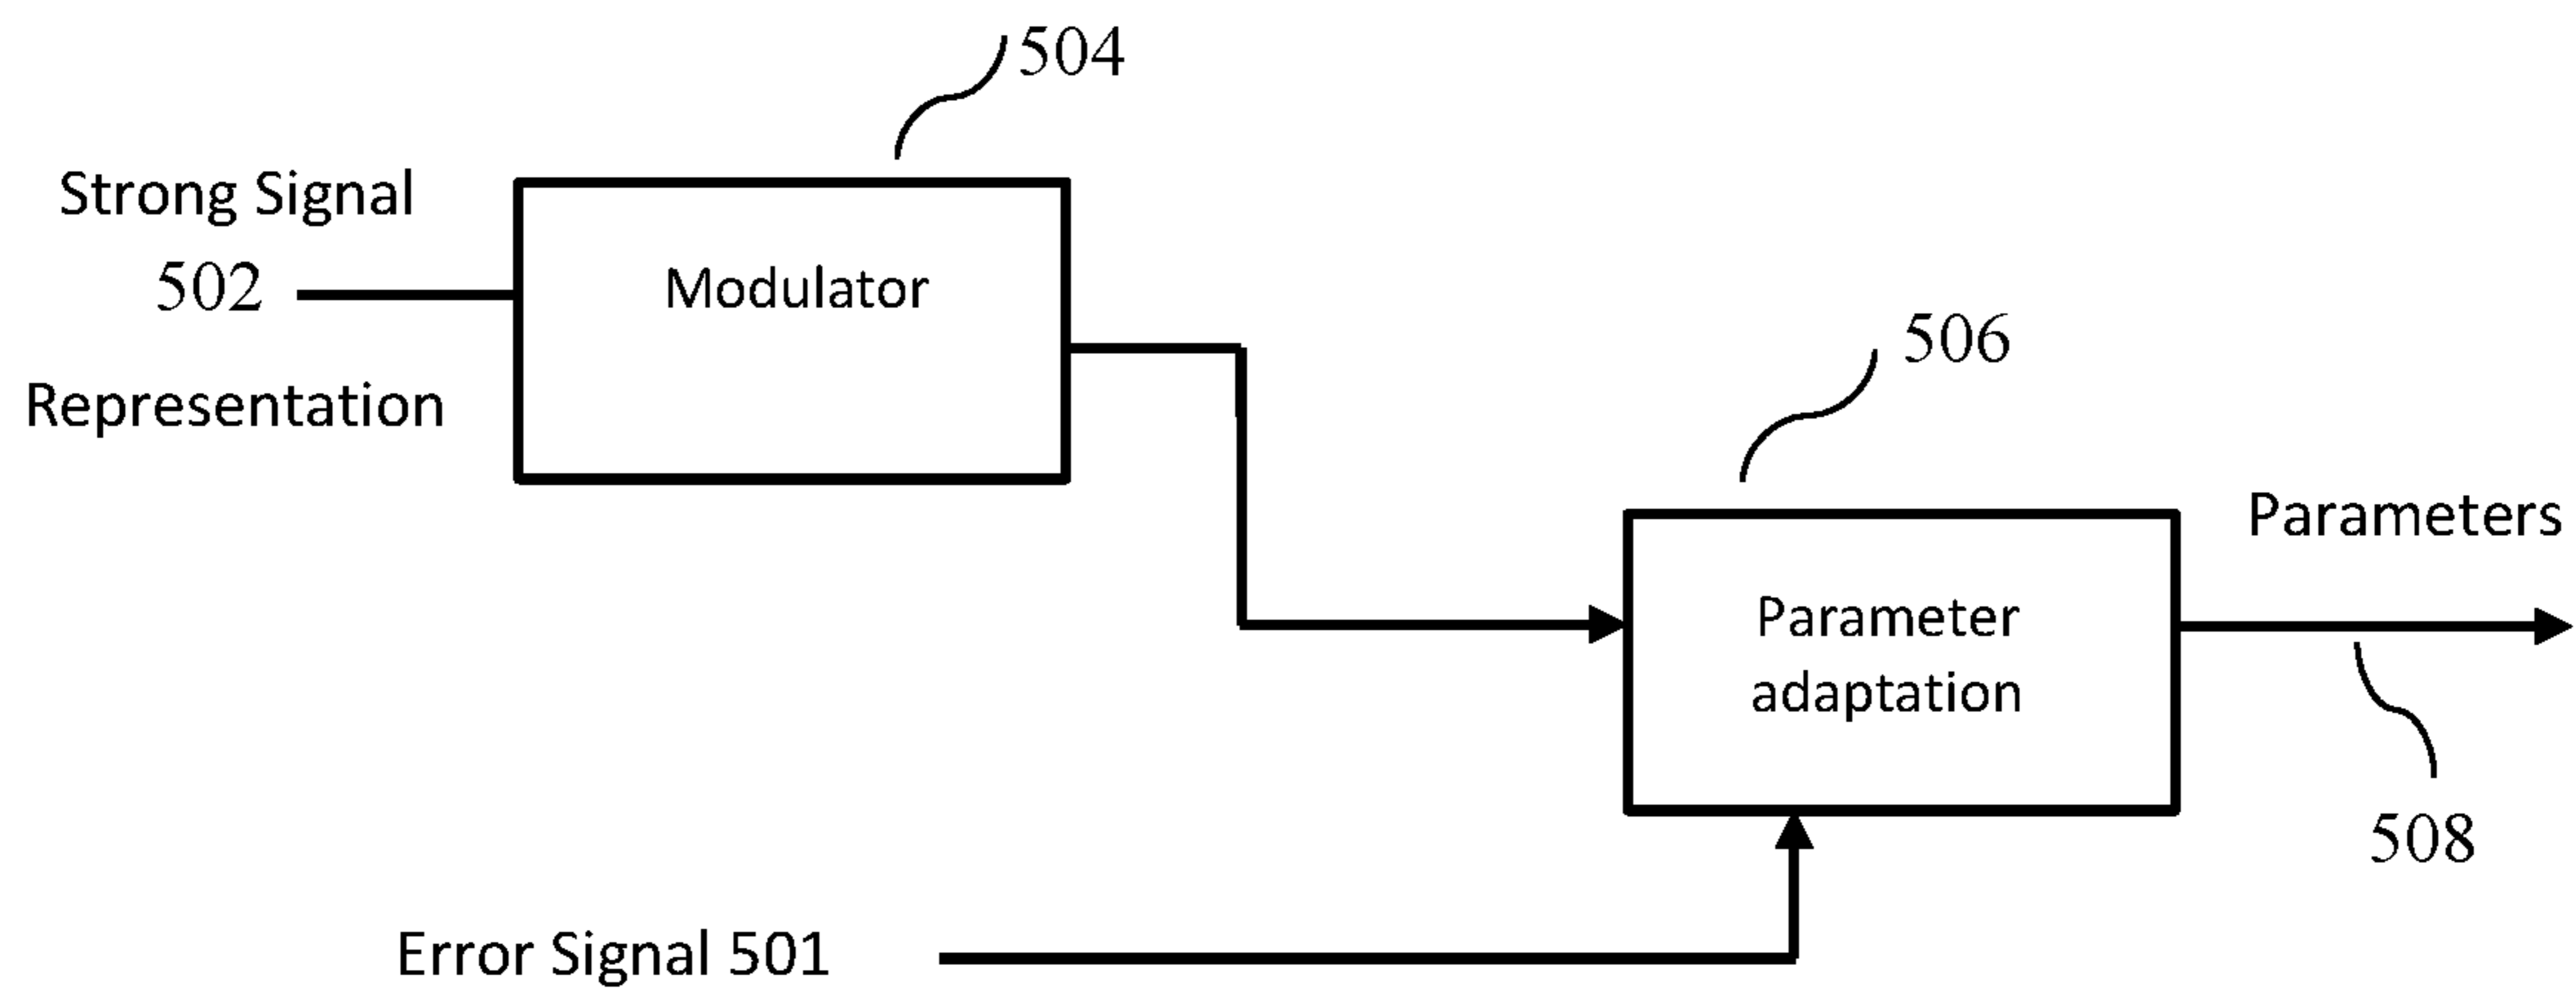 504
Strong Signal
502
Representation
Modulator
506
Parameter
adaptation
Parameters
508
Error Signal 501